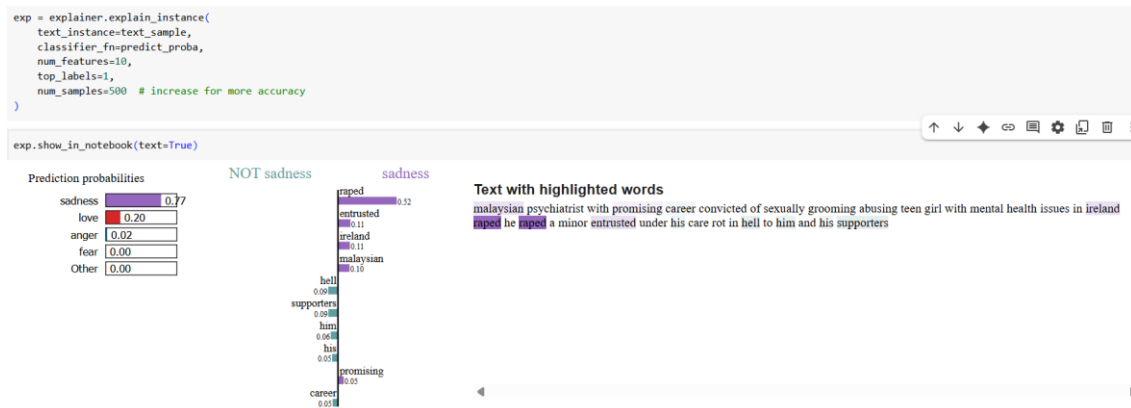 exp = explainer.explain_instance(
text_instance=text_sample,
classifier_fn=predict_proba,
num_features=10,
top_labels=1,
num_samples=500  # increase for more accuracy
)
exp.show_in_notebook(text=True)
Prediction probabilities
sadness 0.77
love 0.20
anger 0.02
fear 0.00
Other 0.00
NOT sadness sadness
raped
0.52
entrusted
0.11
ireland
0.11
malaysian
0.10
hell
0.09
supporters
0.09
him
0.06
his
0.05
promising
0.05
career
0.05
Text with highlighted words
malaysian psychiatrist with promising career convicted of sexually grooming abusing teen girl with mental health issues in ireland
raped he raped a minor entrusted under his care rot in hell to him and his supporters